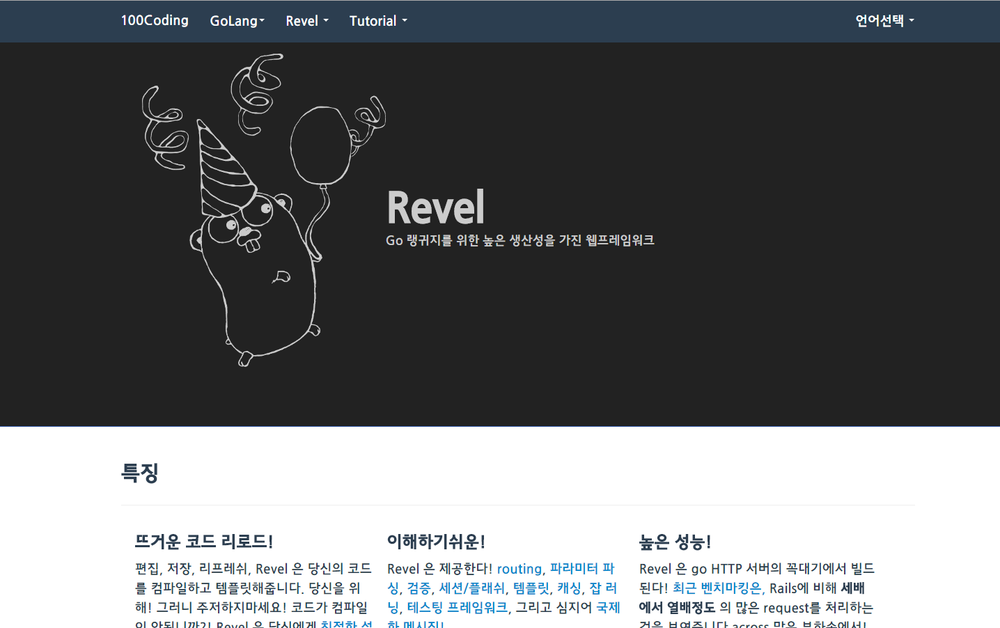 100Coding GoLang Revel Tutorial 언어선택
Revel
Go 랭귀지를 위한 높은 생산성을 가진 웹프레임워크
특징
뜨거운 코드 리로드!
편집, 저장, 리프레쉬, Revel 은 당신의 코드
를 컴파일하고 템플릿해줍니다. 당신을 위
해! 그러니 주저하지마세요! 코드가 컴파일
이 안됩니까?! Revel 은 당신에게 친절한 설
이해하기쉬운!
Revel 은 제공한다! routing, 파라미터 파
싱, 검증, 세션/플래쉬, 템플릿, 캐싱, 잡 러
닝, 테스팅 프레임워크, 그리고 심지어 국제
화 메시징!
높은 성능!
Revel 은 go HTTP 서버의 꼭대기에서 빌드
된다! 최근 벤치마킹은, Rails에 비해 세배
에서 열배정도 의 많은 request를 처리하는
것을 보여줍니다 across 많은 부하속에서!